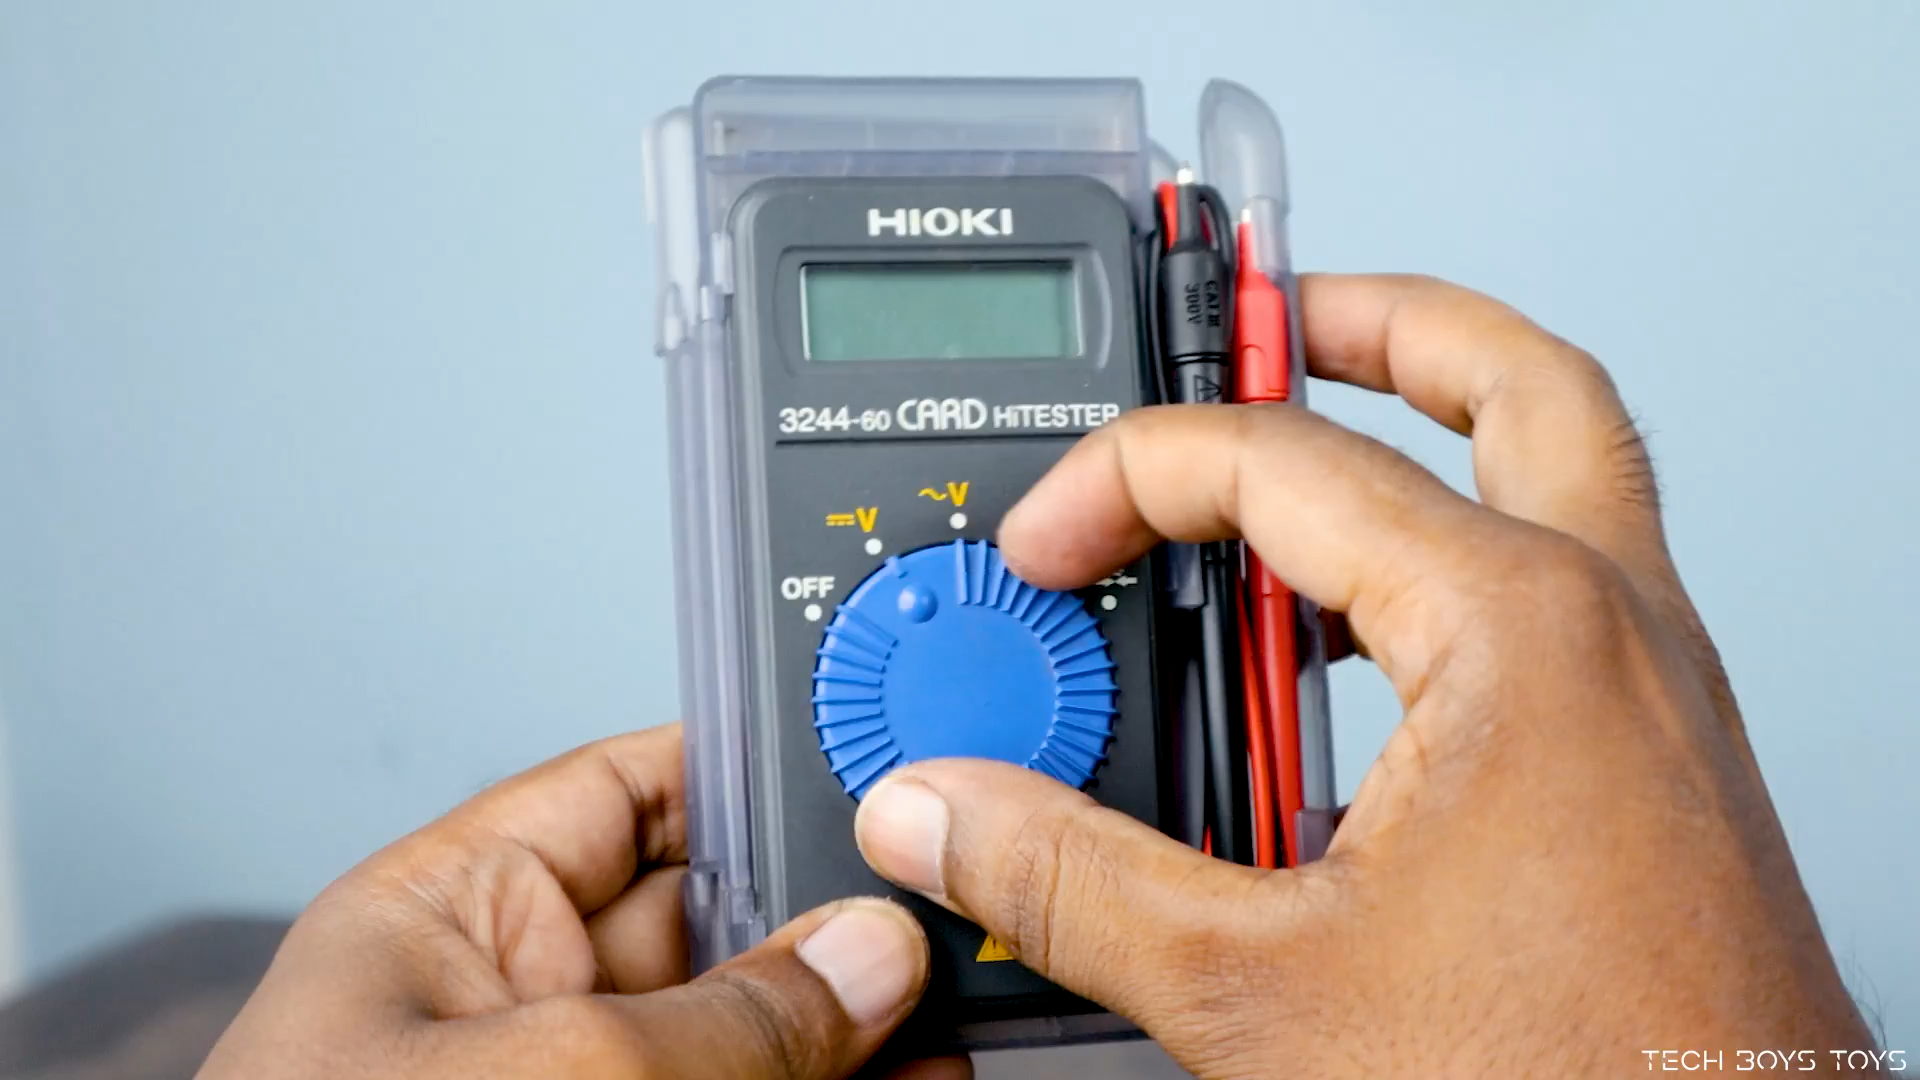 HIOKI
CAT III
300V
3244-60 CARD HiTESTER
~V
⎓V
OFF
TECH BOYS TOYS